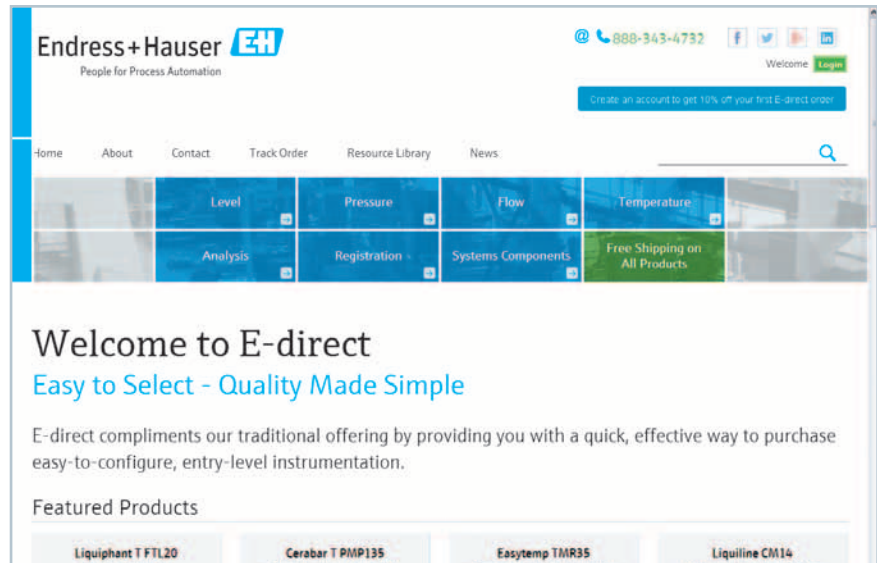 Endress+Hauser EH
People for Process Automation
@ 888-343-4732 f in
Welcome Login
Create an account to get 10% off your first E-direct order
Home About Contact Track Order Resource Library News
Level Pressure Flow Temperature
Analysis Registration Systems Components Free Shipping on
All Products
Welcome to E-direct
Easy to Select - Quality Made Simple
E-direct compliments our traditional offering by providing you with a quick, effective way to purchase
easy-to-configure, entry-level instrumentation.
Featured Products
Liquiphant T FTL20 Cerabar T PMP135 Easytemp TMR35 Liquiline CM14